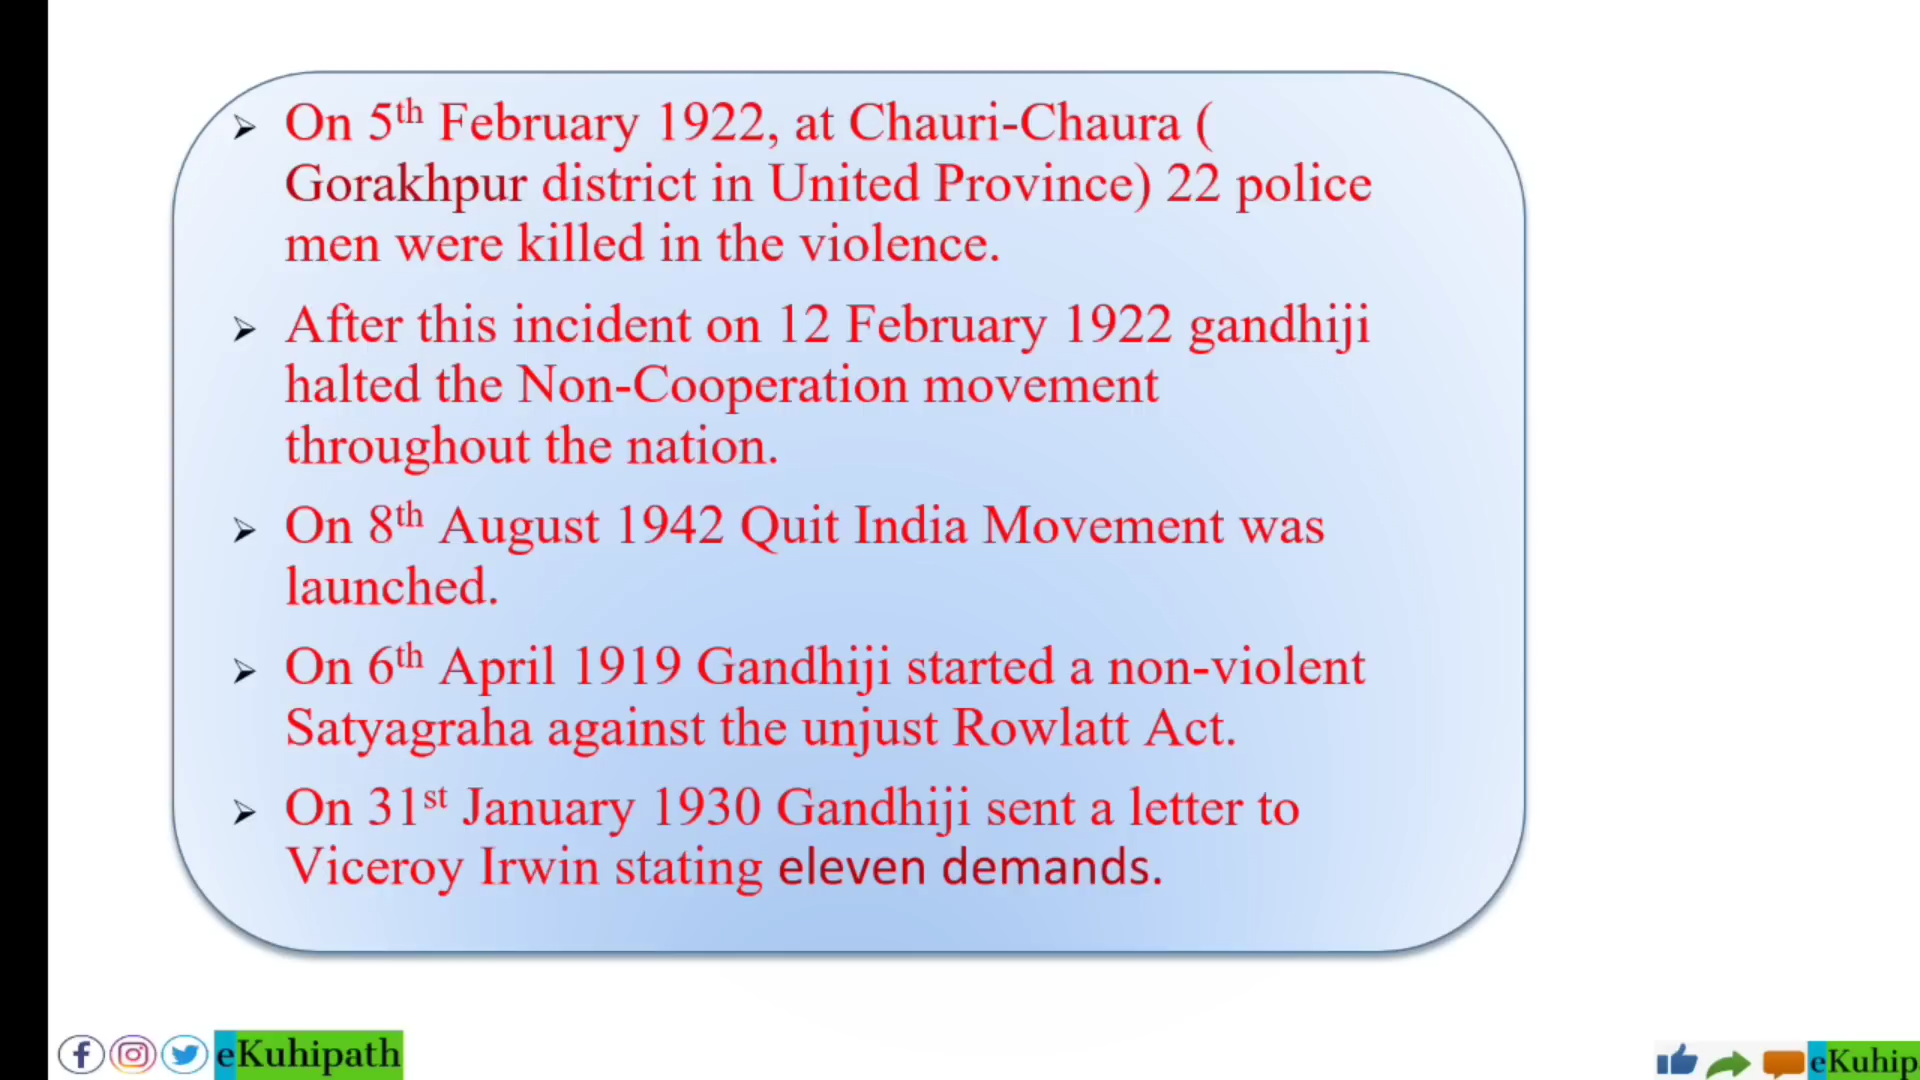 ➢ On 5th February 1922, at Chauri-Chaura (
Gorakhpur district in United Province) 22 police
men were killed in the violence.
➢ After this incident on 12 February 1922 gandhiji
halted the Non-Cooperation movement
throughout the nation.
➢ On 8th August 1942 Quit India Movement was
launched.
➢ On 6th April 1919 Gandhiji started a non-violent
Satyagraha against the unjust Rowlatt Act.
➢ On 31st January 1930 Gandhiji sent a letter to
Viceroy Irwin stating eleven demands.
eKuhipath
eKuhip